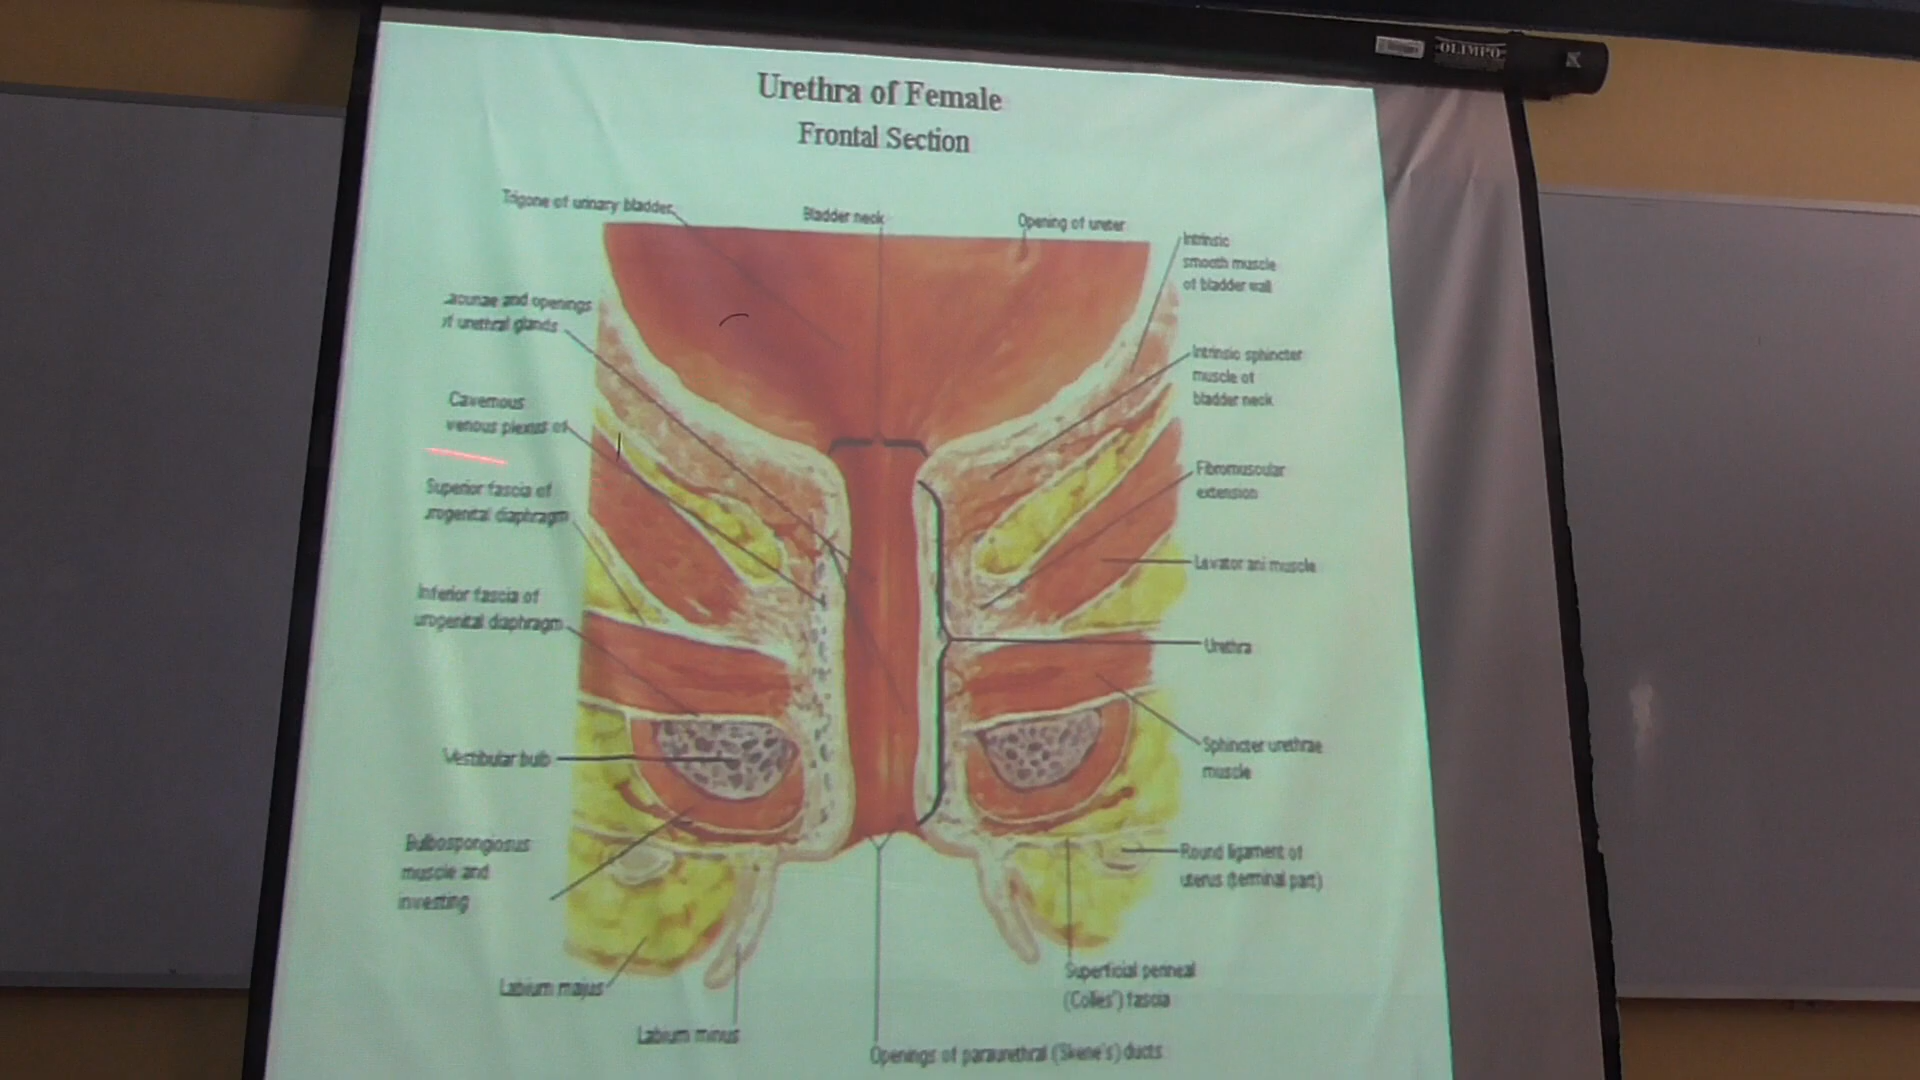 OLIMPO
Urethra of Female
Frontal Section
Trigone of urinary bladder
Bladder neck
Opening of ureter
Intrinsic
smooth muscle
of bladder wall
acunae and openings
of urethral glands
Intrinsic sphincter
muscle of
bladder neck
Cavernous
venous plexus of
Fibromuscular
extension
Superior fascia of
urogenital diaphragm
Levator ani muscle
Inferior fascia of
urogenital diaphragm
Urethra
Vestibular bulb
Sphincter urethrae
muscle
Bulbospongiosus
muscle and
investing
Round ligament of
uterus (terminal part)
Labium majus
Superficial perineal
(Colles') fascia
Labium minus
Openings of paraurethral (Skene's) ducts